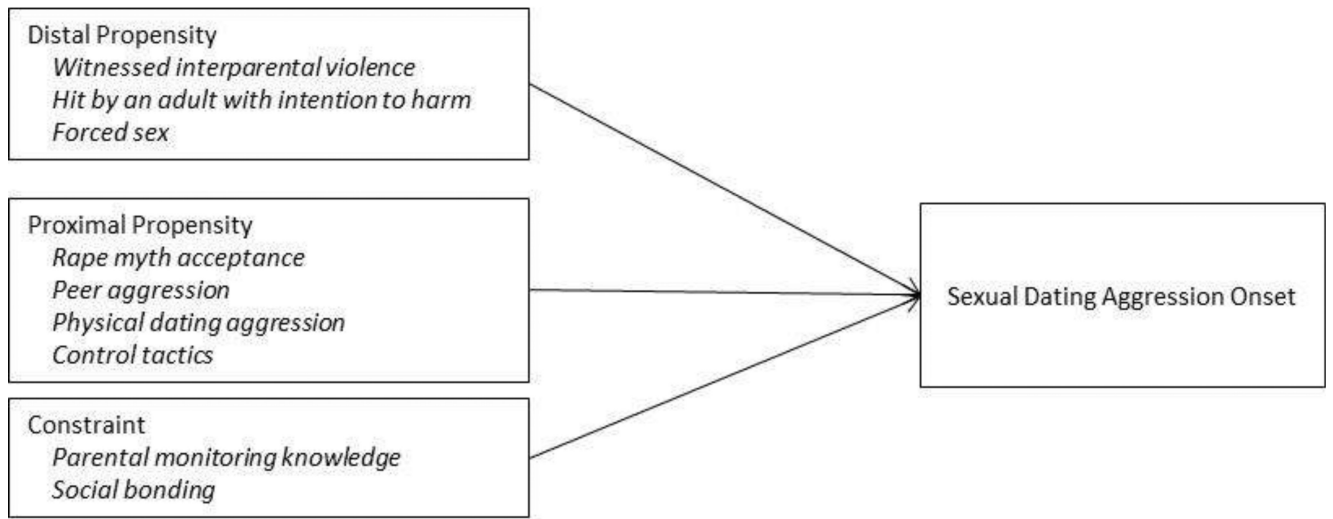 Distal Propensity
Witnessed interparental violence
Hit by an adult with intention to harm
Forced sex
Proximal Propensity
Rape myth acceptance
Peer aggression
Physical dating aggression
Control tactics
Sexual Dating Aggression Onset
Constraint
Parental monitoring knowledge
Social bonding